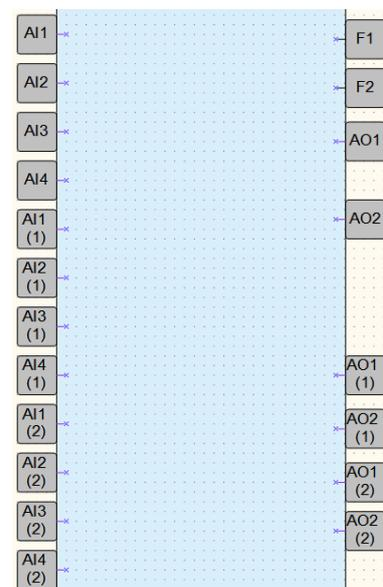 AI1
AI2
AI3
AI4
AI1
(1)
AI2
(1)
AI3
(1)
AI4
(1)
AI1
(2)
AI2
(2)
AI3
(2)
AI4
(2)
F1
F2
AO1
AO2
AO1
(1)
AO2
(1)
AO1
(2)
AO2
(2)